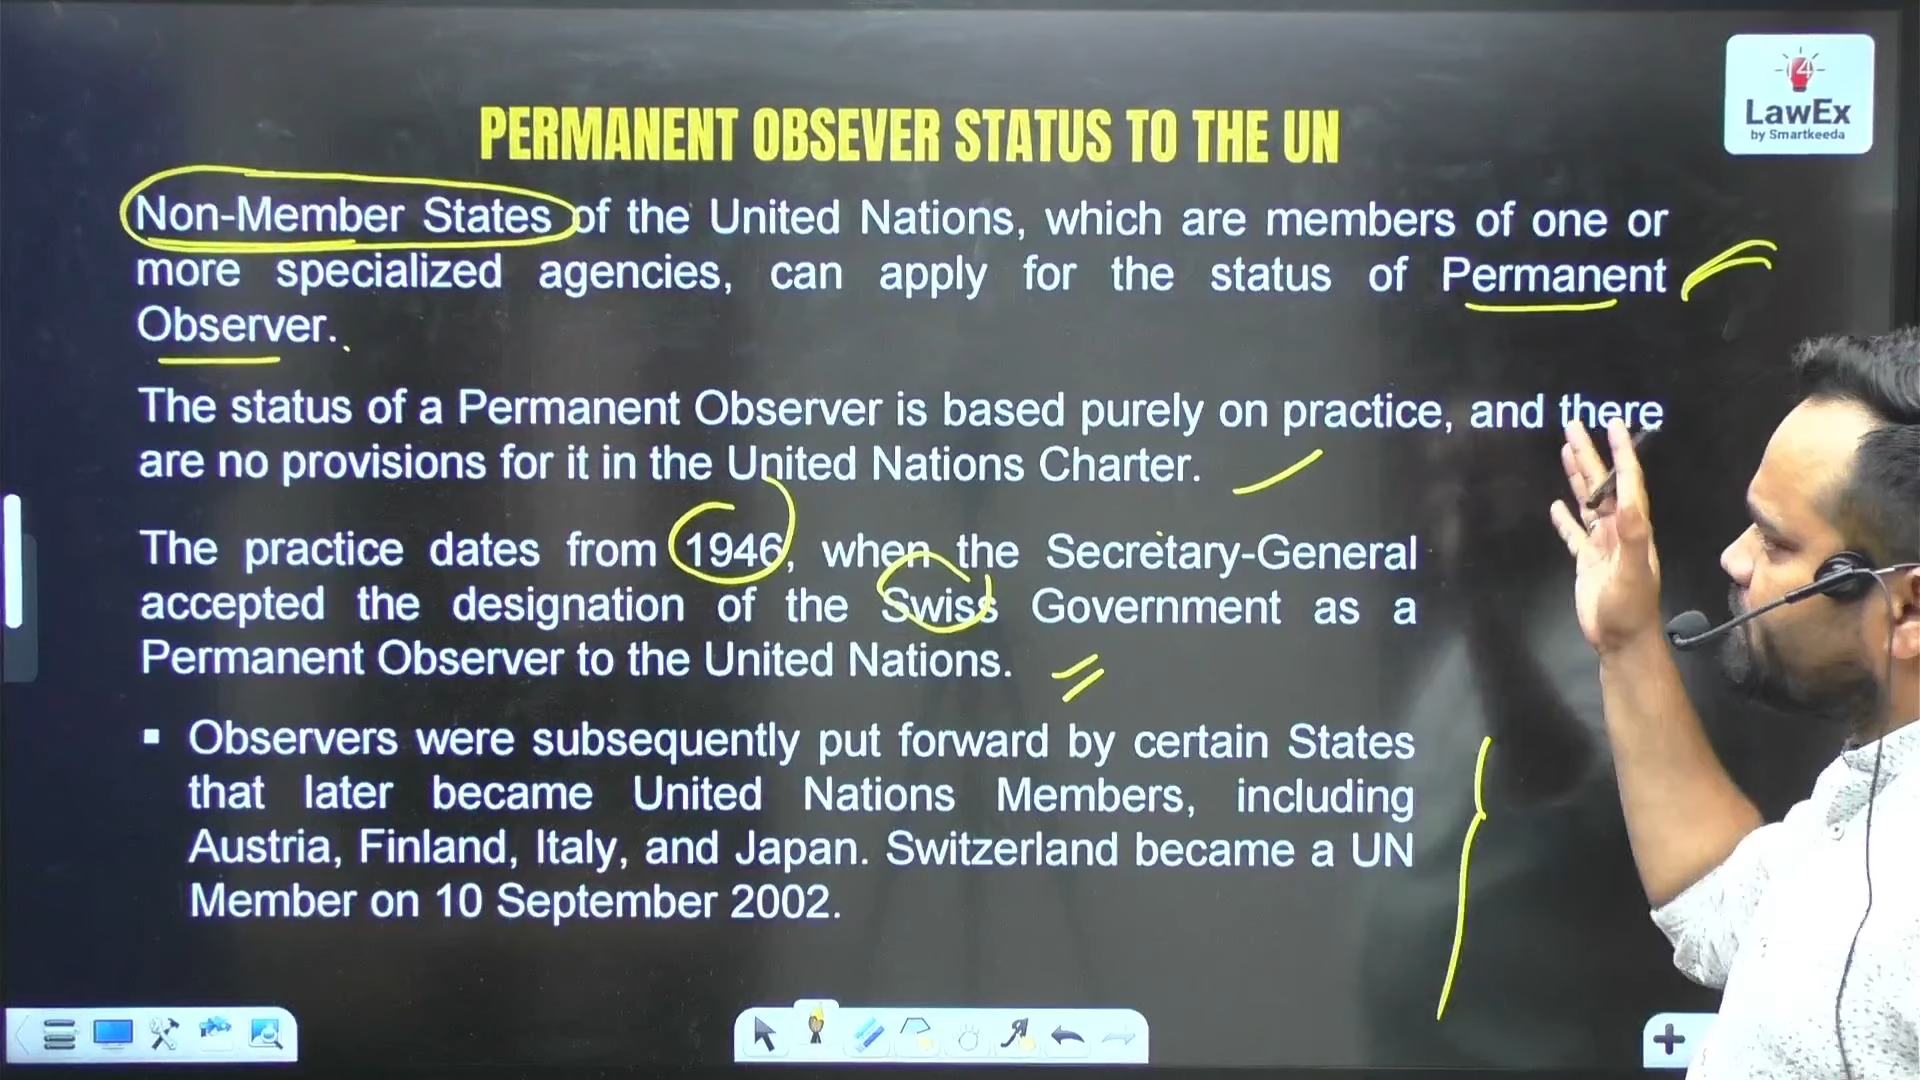 LawEx
by Smartkeeda
PERMANENT OBSEVER STATUS TO THE UN
Non-Member States of the United Nations, which are members of one or
more specialized agencies, can apply for the status of Permanent
Observer.
The status of a Permanent Observer is based purely on practice, and there
are no provisions for it in the United Nations Charter.
The practice dates from 1946, when the Secretary-General
accepted the designation of the Swiss Government as a
Permanent Observer to the United Nations.
▪ Observers were subsequently put forward by certain States
that later became United Nations Members, including
Austria, Finland, Italy, and Japan. Switzerland became a UN
Member on 10 September 2002.